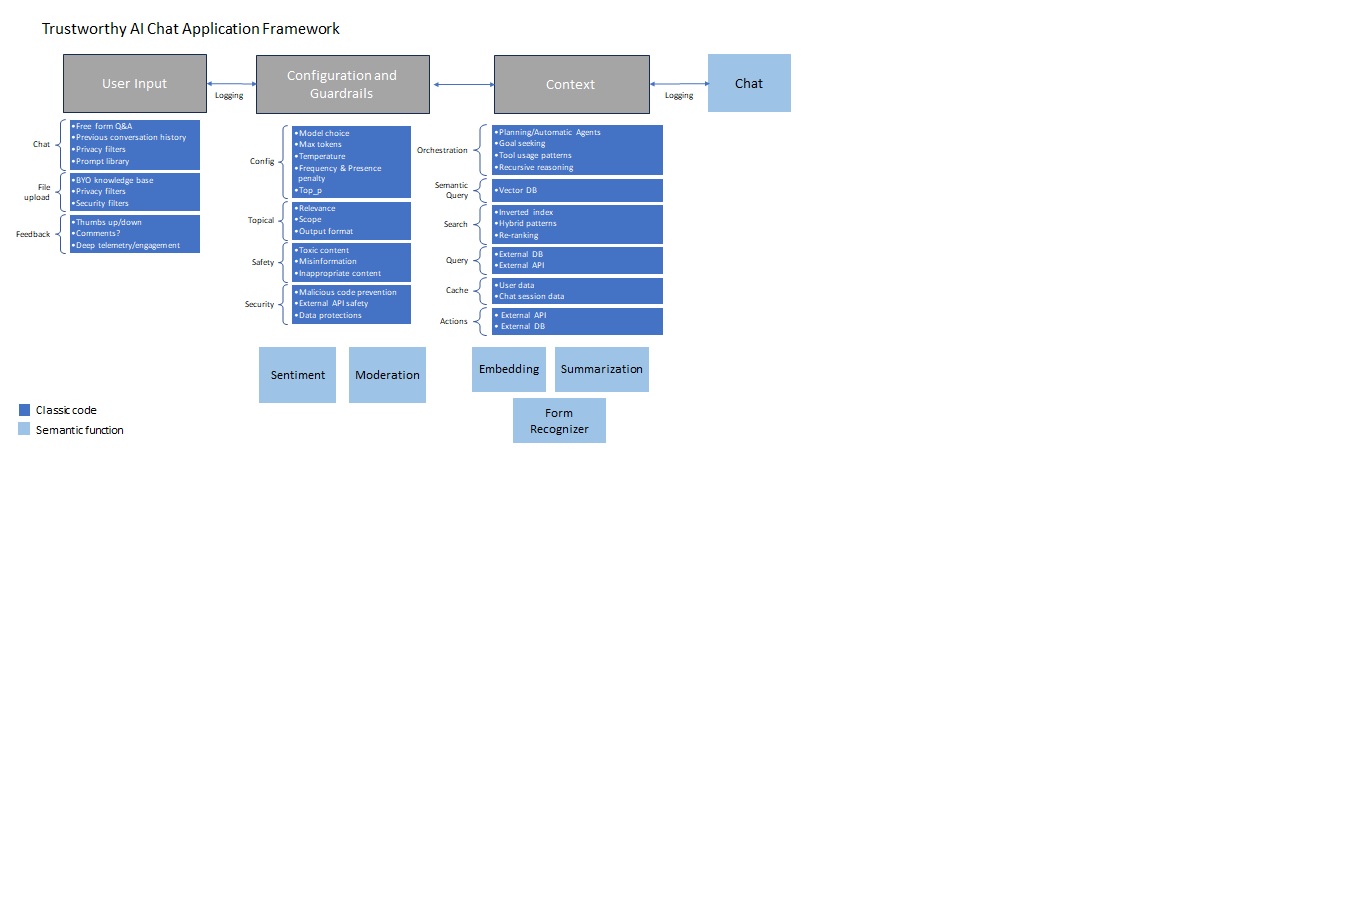 Trustworthy AI Chat Application Framework
User Input
Logging
Configuration and
Guardrails
Context
Logging
Chat
Chat
•Free form Q&A
•Previous conversation history
•Privacy filters
•Prompt library
File
upload
•BYO knowledge base
•Privacy filters
•Security filters
Feedback
•Thumbs up/down
•Comments?
•Deep telemetry/engagement
Config
•Model choice
•Max tokens
•Temperature
•Frequency & Presence
penalty
•Top_p
Topical
•Relevance
•Scope
•Output format
Safety
•Toxic content
•Misinformation
•Inappropriate content
Security
•Malicious code prevention
•External API safety
•Data protections
Orchestration
•Planning/Automatic Agents
•Goal seeking
•Tool usage patterns
•Recursive reasoning
Semantic
Query
•Vector DB
Search
•Inverted index
•Hybrid patterns
•Re-ranking
Query
•External DB
•External API
Cache
•User data
•Chat session data
Actions
• External API
• External DB
Sentiment
Moderation
Embedding
Summarization
Form
Recognizer
Classic code
Semantic function